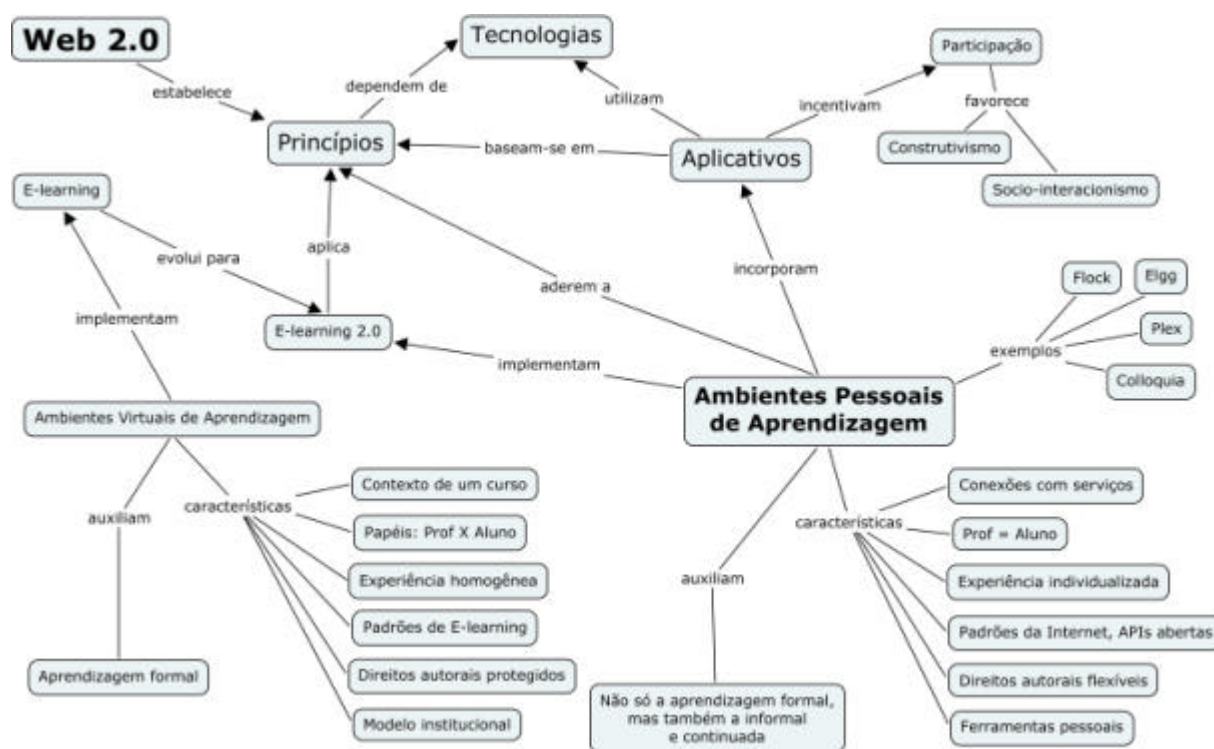 Web 2.0
Tecnologias
Participação
estabelece
dependem de
utilizam
incentivam
favorece
Princípios
baseam-se em
Aplicativos
Construtivismo
Socio-interacionismo
E-learning
evolui para
aplica
aderem a
incorporam
implementam
E-learning 2.0
implementam
Flock
Elgg
Plex
exemplos
Colloquia
Ambientes Pessoais
de Aprendizagem
Ambientes Virtuais de Aprendizagem
auxiliam
características
Contexto de um curso
Papéis: Prof X Aluno
Experiência homogênea
Padrões de E-learning
Direitos autorais protegidos
Modelo institucional
Aprendizagem formal
auxiliam
características
Conexões com serviços
Prof = Aluno
Experiência individualizada
Padrões da Internet, APIs abertas
Direitos autorais flexíveis
Ferramentas pessoais
Não só a aprendizagem formal,
mas também a informal
e continuada